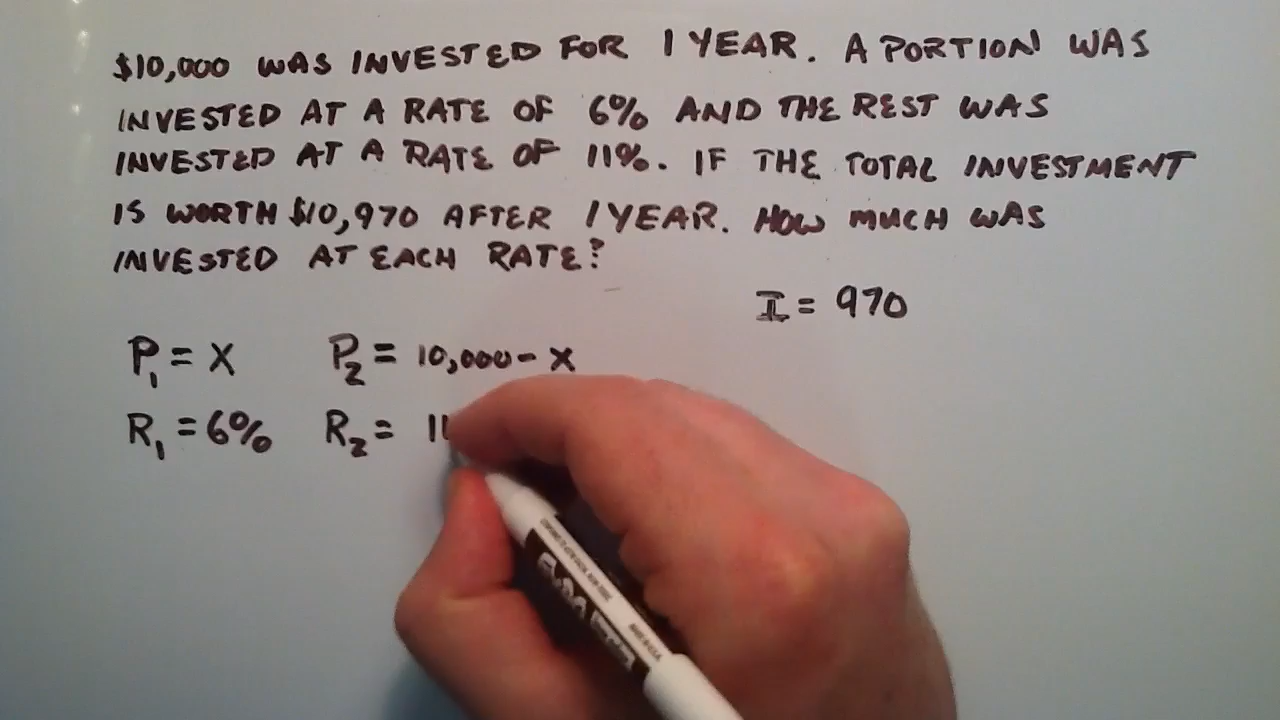 $10,000 WAS INVESTED FOR 1 YEAR. A PORTION WAS
INVESTED AT A RATE OF 6% AND THE REST WAS
INVESTED AT A RATE OF 11%. IF THE TOTAL INVESTMENT
IS WORTH $10,970 AFTER 1 YEAR. HOW MUCH WAS
INVESTED AT EACH RATE?
I = 970
P1 = X P2 = 10,000 - X
R1 = 6% R2 = 11
EXPO